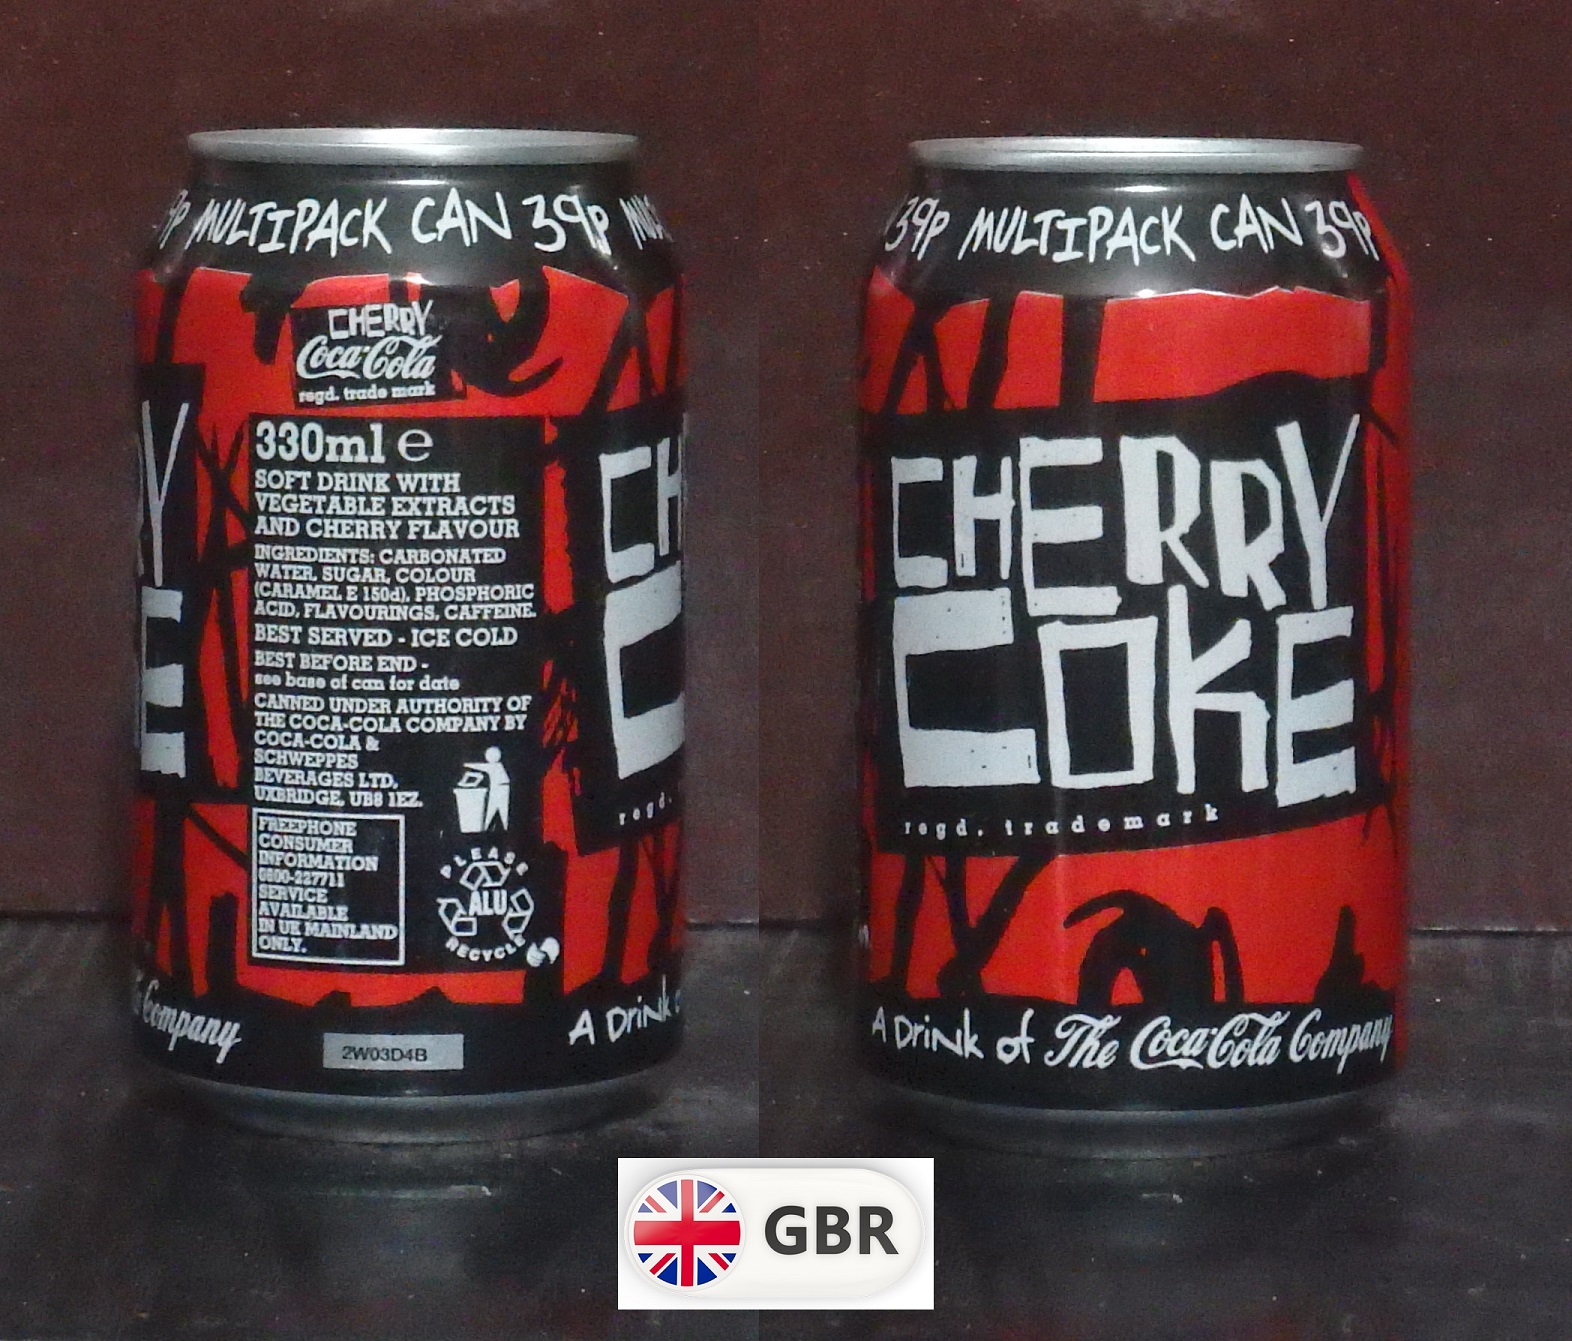 MULTIPACK CAN 39p
CHERRY
Coca-Cola
regd. trade mark
330ml e
SOFT DRINK WITH
VEGETABLE EXTRACTS
AND CHERRY FLAVOUR
INGREDIENTS: CARBONATED
WATER, SUGAR, COLOUR
(CARAMEL E 150d), PHOSPHORIC
ACID, FLAVOURINGS, CAFFEINE.
BEST SERVED - ICE COLD
BEST BEFORE END -
see base of can for date
CANNED UNDER AUTHORITY OF
THE COCA-COLA COMPANY BY
COCA-COLA &
SCHWEPPES
BEVERAGES LTD,
UXBRIDGE, UB8 1EZ.
FREEPHONE
CONSUMER
INFORMATION
0800-227711
SERVICE
AVAILABLE
IN UK MAINLAND
ONLY.
PLEASE
ALU
RECYCLE
Company
2W03D4B
A Drink
regd.
39p MULTIPACK CAN 39p
CHERRY
COKE
regd. trademark
A Drink of The Coca-Cola Company
GBR